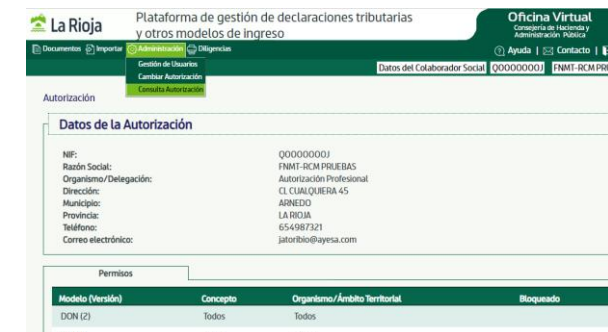 La Rioja
Plataforma de gestión de declaraciones tributarias
y otros modelos de ingreso
Oficina Virtual
Consejería de Hacienda y
Administración Pública
Documentos Importar Administración Diligencias
Ayuda | Contacto |
Gestión de Usuarios
Cambiar Autorización
Consulta Autorización
Datos del Colaborador Social Q0000000J FNMT-RCM PRU
Autorización
Datos de la Autorización
NIF: Q0000000J
Razón Social: FNMT-RCM PRUEBAS
Organismo/Delegación: Autorización Profesional
Dirección: CL CUALQUIERA 45
Municipio: ARNEDO
Provincia: LA RIOJA
Teléfono: 654987321
Correo electrónico: jatoribio@ayesa.com
Permisos
Modelo (Versión) Concepto Organismo/Ámbito Territorial Bloqueado
DON (2) Todos Todos